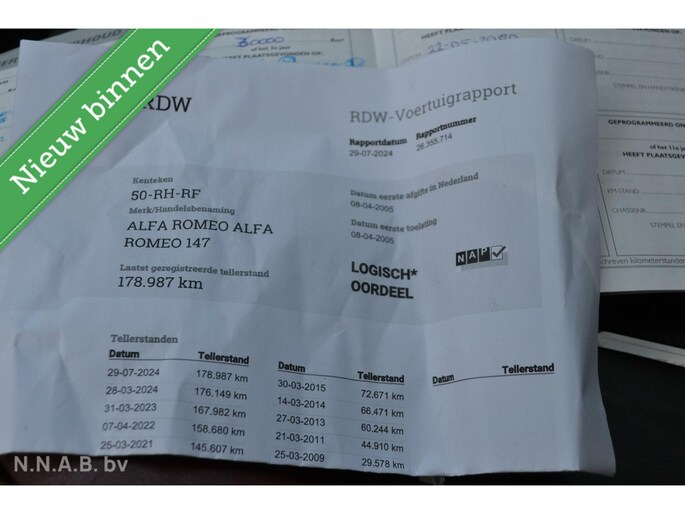 Nieuw binnen
RDW
RDW-Voertuigrapport
Rapportdatum Rapportnummer
29-07-2024 26.355.714
Kenteken
50-RH-RF
Merk/Handelsbenaming
ALFA ROMEO ALFA
ROMEO 147
Laatst geregistreerde tellerstand
178.987 km
Datum eerste afgifte in Nederland
08-04-2005
Datum eerste toelating
08-04-2005
LOGISCH*
OORDEEL
NAP
Tellerstanden
Datum Tellerstand
29-07-2024 178.987 km
28-03-2024 176.149 km
31-03-2023 167.982 km
07-04-2022 158.680 km
25-03-2021 145.607 km
Datum Tellerstand
30-03-2015 72.671 km
14-03-2014 66.471 km
27-03-2013 60.244 km
21-03-2011 44.910 km
25-03-2009 29.578 km
Datum Tellerstand
HEEFT PLAATSGEVONDEN OP:
GEPROGRAMMEERD
of het 11e jaar
HEEFT PLAATSGEVONDEN
DATUM
KM-STAND
N.N.A.B. bv